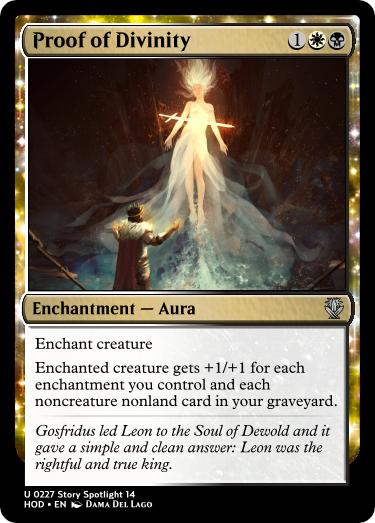 Proof of Divinity 1
Enchantment — Aura
Enchant creature
Enchanted creature gets +1/+1 for each
enchantment you control and each
noncreature nonland card in your graveyard.
Gosfridus led Leon to the Soul of Dewold and it
gave a simple and clean answer: Leon was the
rightful and true king.
U 0227 Story Spotlight 14
HOD • EN Dama Del Lago